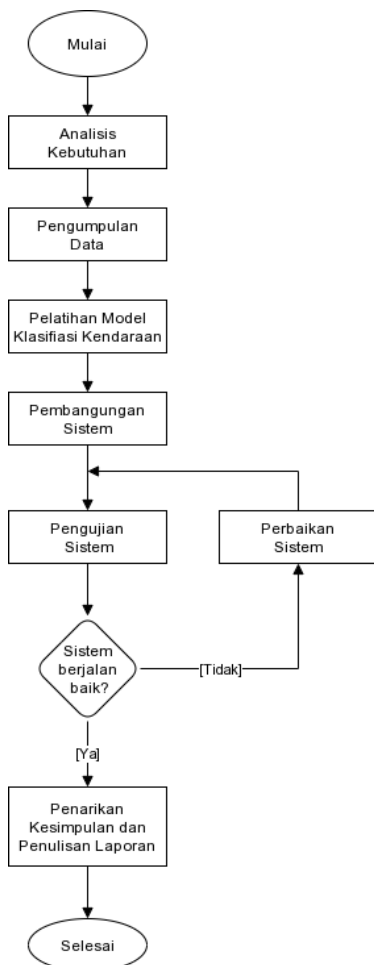 Mulai
Analisis
Kebutuhan
Pengumpulan
Data
Pelatihan Model
Klasifiasi Kendaraan
Pembangungan
Sistem
Pengujian
Sistem
Perbaikan
Sistem
Sistem
berjalan
baik?
[Tidak]
[Ya]
Penarikan
Kesimpulan dan
Penulisan Laporan
Selesai